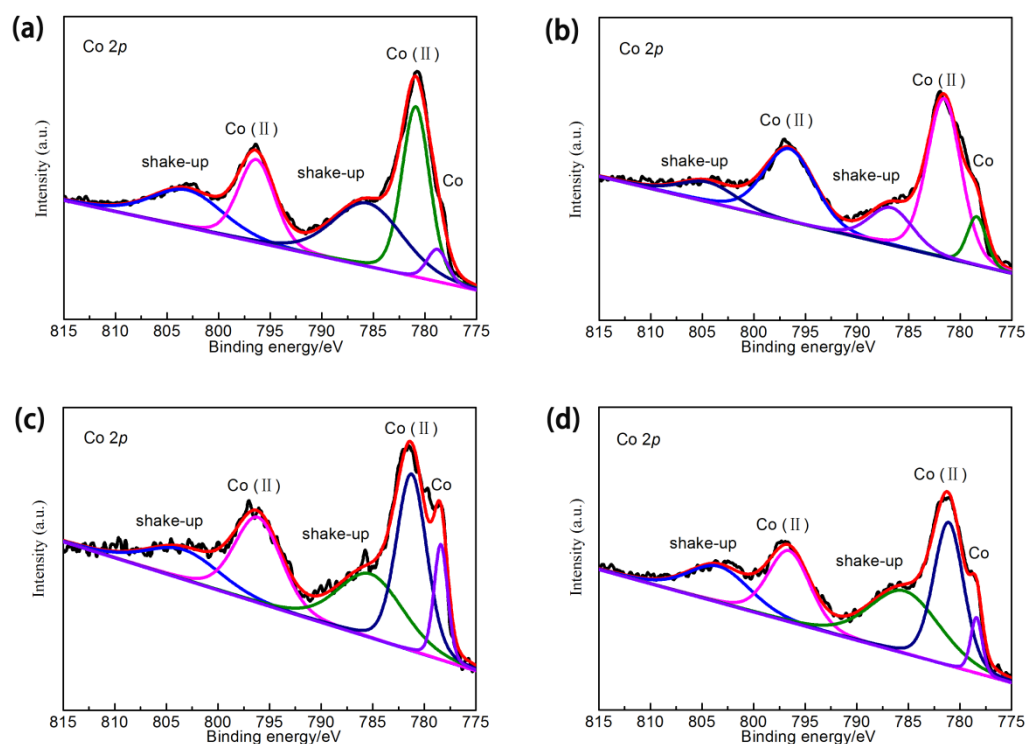 (a)
Co 2p
Co (Ⅱ)
Co (Ⅱ)
shake-up
shake-up
Co
Intensity (a.u.)
815 810 805 800 795 790 785 780 775
Binding energy/eV
(b)
Co 2p
Co (Ⅱ)
Co (Ⅱ)
shake-up
shake-up
Co
Intensity (a.u.)
815 810 805 800 795 790 785 780 775
Binding energy/eV
(c)
Co 2p
Co (Ⅱ)
Co (Ⅱ)
Co
shake-up
shake-up
Intensity (a.u.)
815 810 805 800 795 790 785 780 775
Binding energy/eV
(d)
Co 2p
Co (Ⅱ)
Co (Ⅱ)
shake-up
shake-up
Co
Intensity (a.u.)
815 810 805 800 795 790 785 780 775
Binding energy/eV